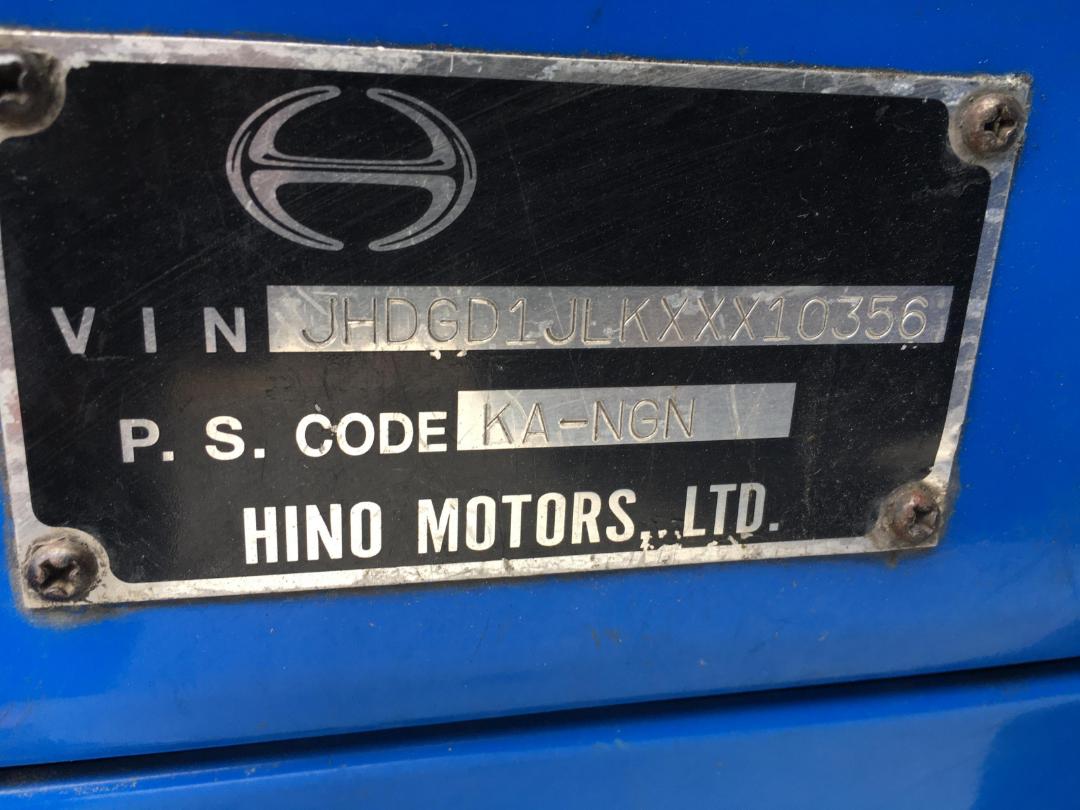 VIN JHDGD1JLKXXX10356
P. S. CODE KA-NGN
HINO MOTORS,.LTD.